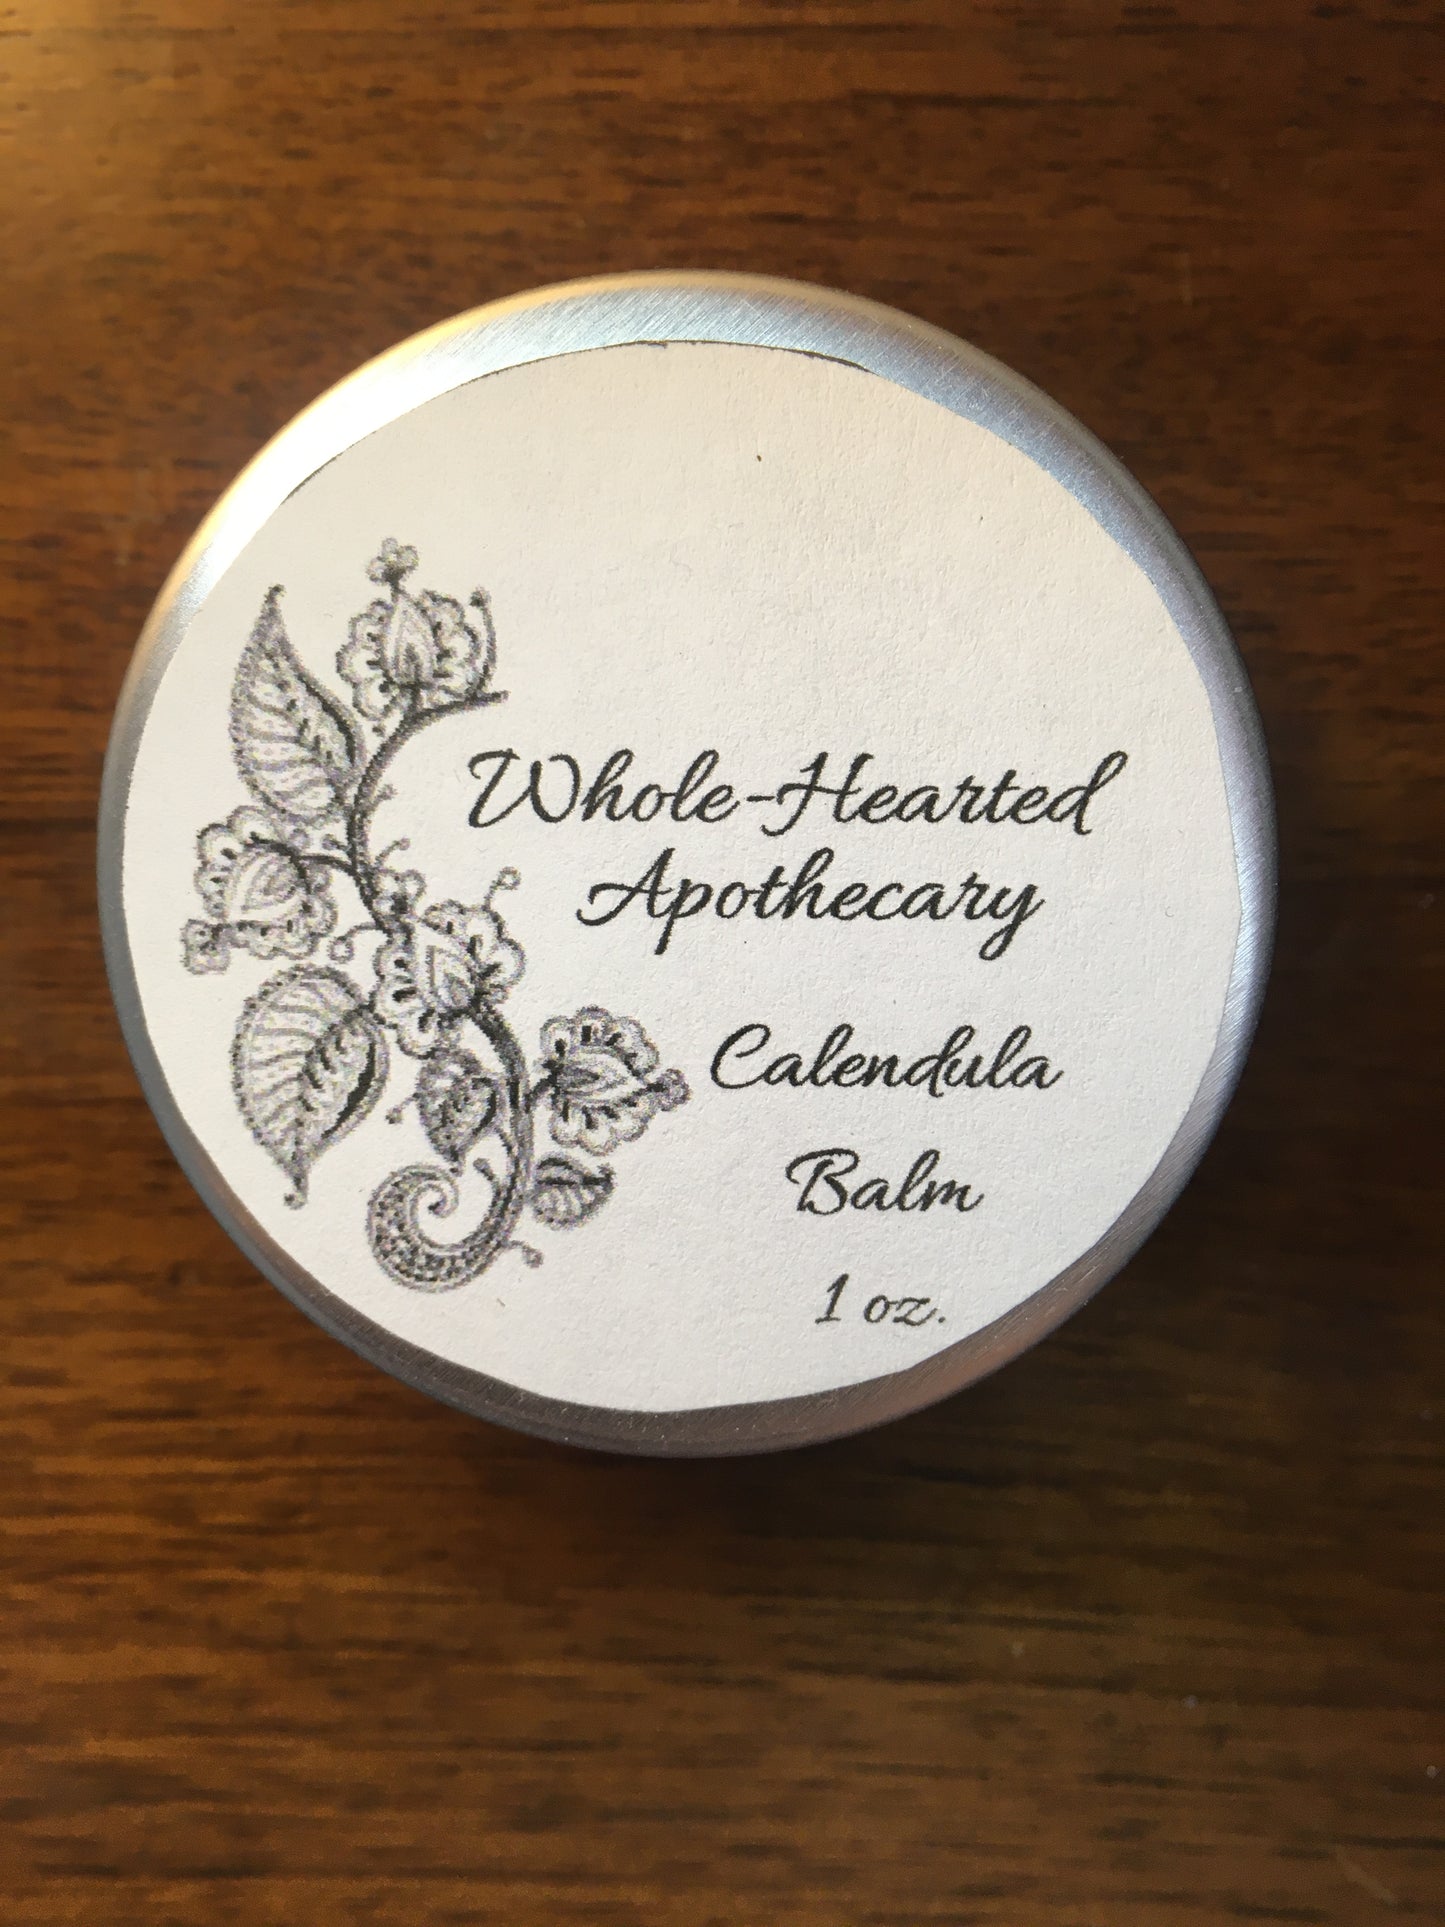 Whole-Hearted
Apothecary
Calendula
Balm
1 oz.